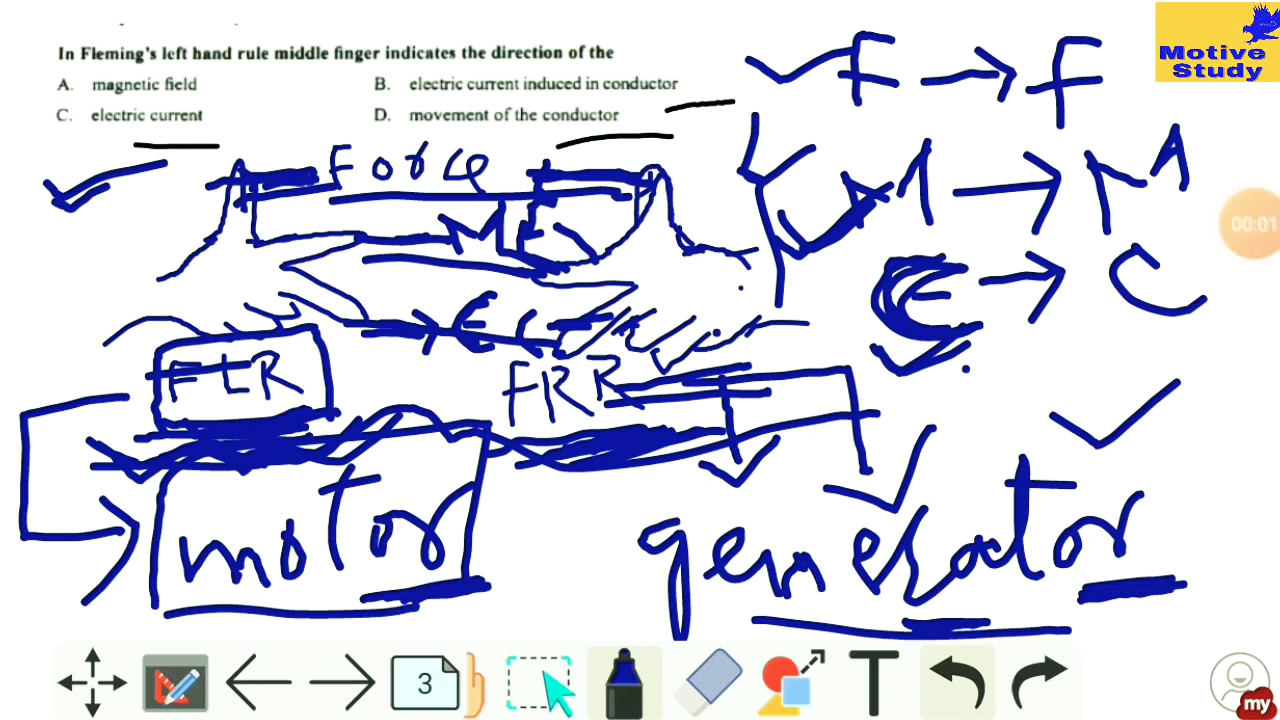 Motive
Study
In Fleming's left hand rule middle finger indicates the direction of the
A. magnetic field B. electric current induced in conductor
C. electric current D. movement of the conductor
F → F
Force
M → M
M
00:01
→ C
FLR FRR
motor generator
3
T
my